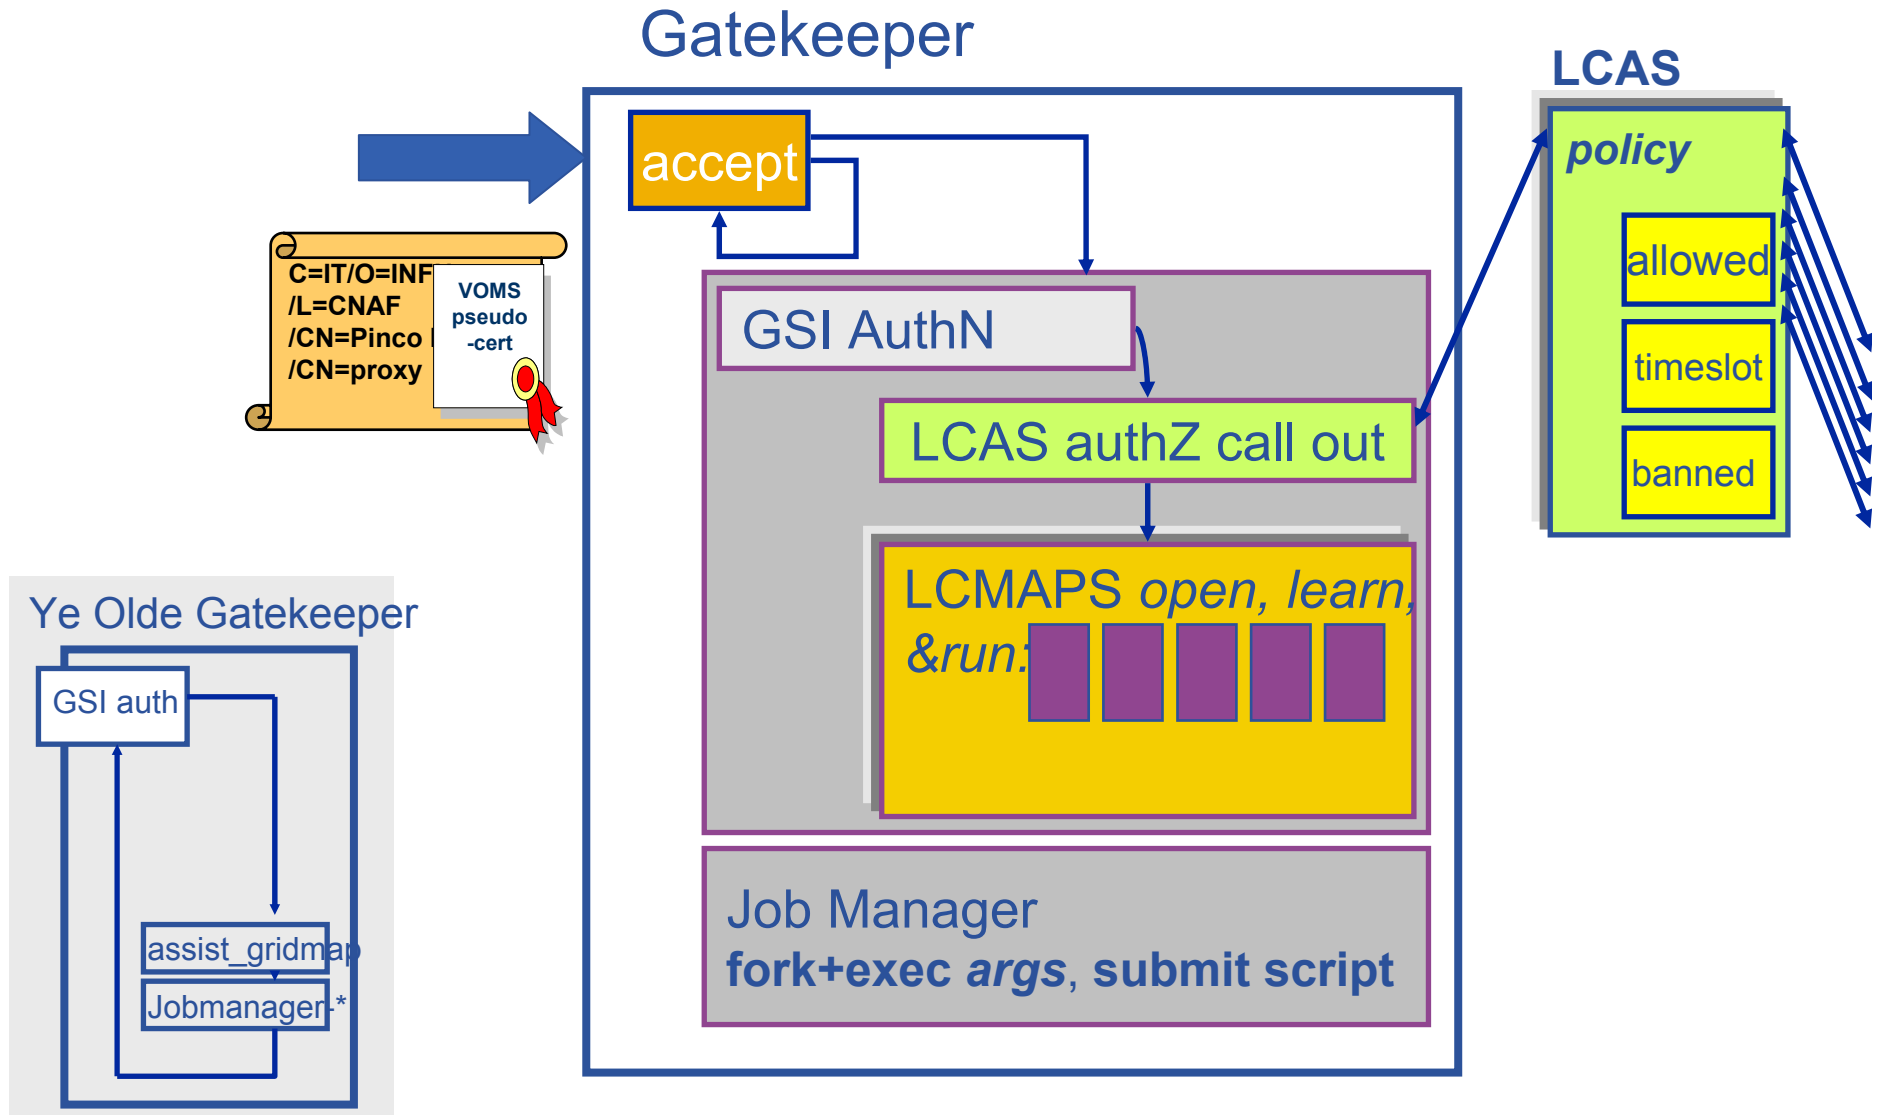 Gatekeeper
LCAS
policy
accept
allowed
timeslot
banned
C=IT/O=INF
/L=CNAF
/CN=Pinco
/CN=proxy
VOMS
pseudo
-cert
GSI AuthN
LCAS authZ call out
LCMAPS open, learn,
&run:
Ye Olde Gatekeeper
GSI auth
assist_gridmap
Jobmanager-*
Job Manager
fork+exec args, submit script